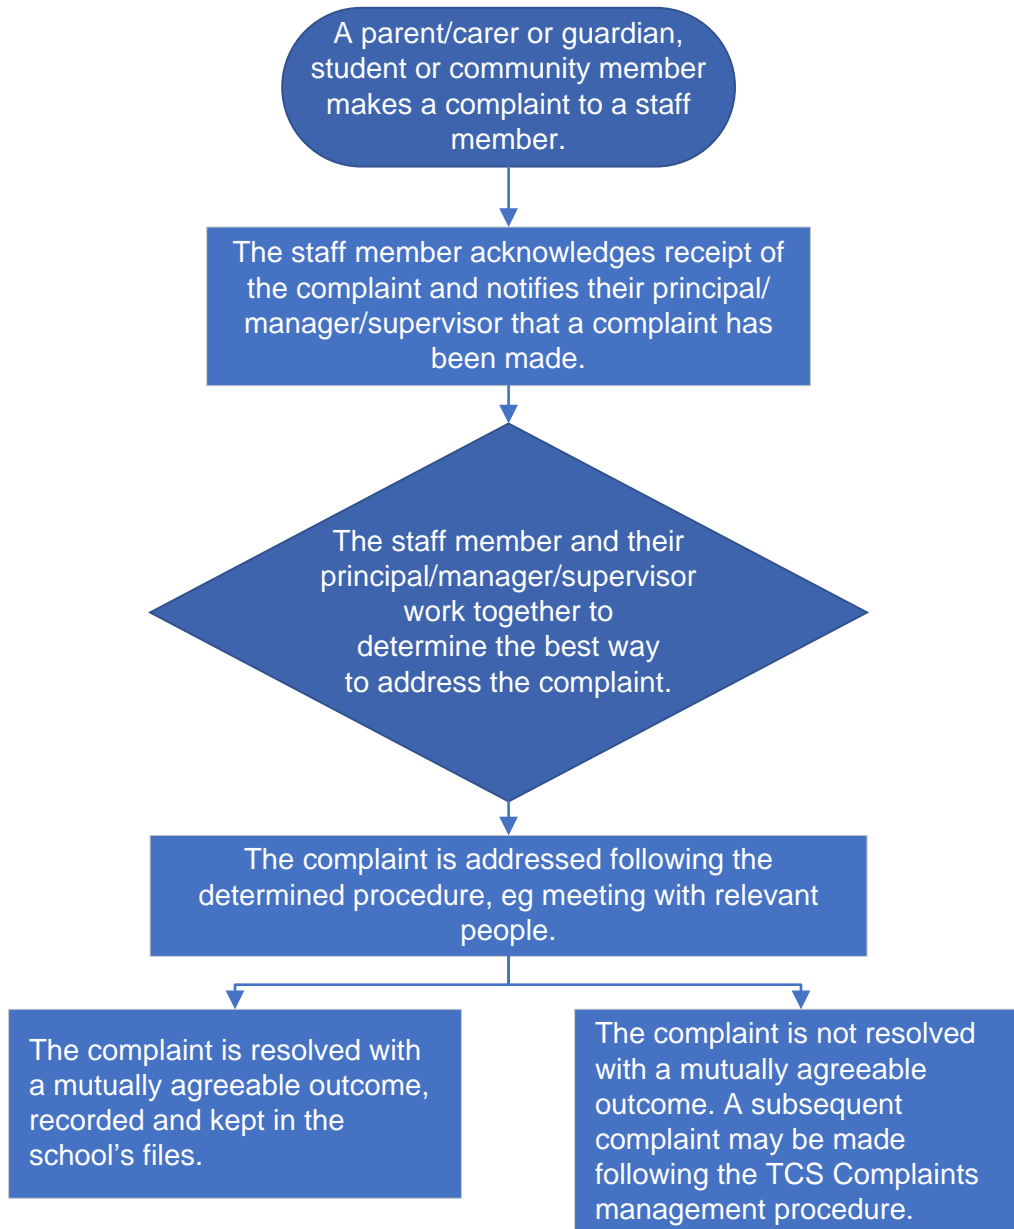 A parent/carer or guardian,
student or community member
makes a complaint to a staff
member.
The staff member acknowledges receipt of
the complaint and notifies their principal/
manager/supervisor that a complaint has
been made.
The staff member and their
principal/manager/supervisor
work together to
determine the best way
to address the complaint.
The complaint is addressed following the
determined procedure, eg meeting with relevant
people.
The complaint is resolved with
a mutually agreeable outcome,
recorded and kept in the
school’s files.
The complaint is not resolved
with a mutually agreeable
outcome. A subsequent
complaint may be made
following the TCS Complaints
management procedure.